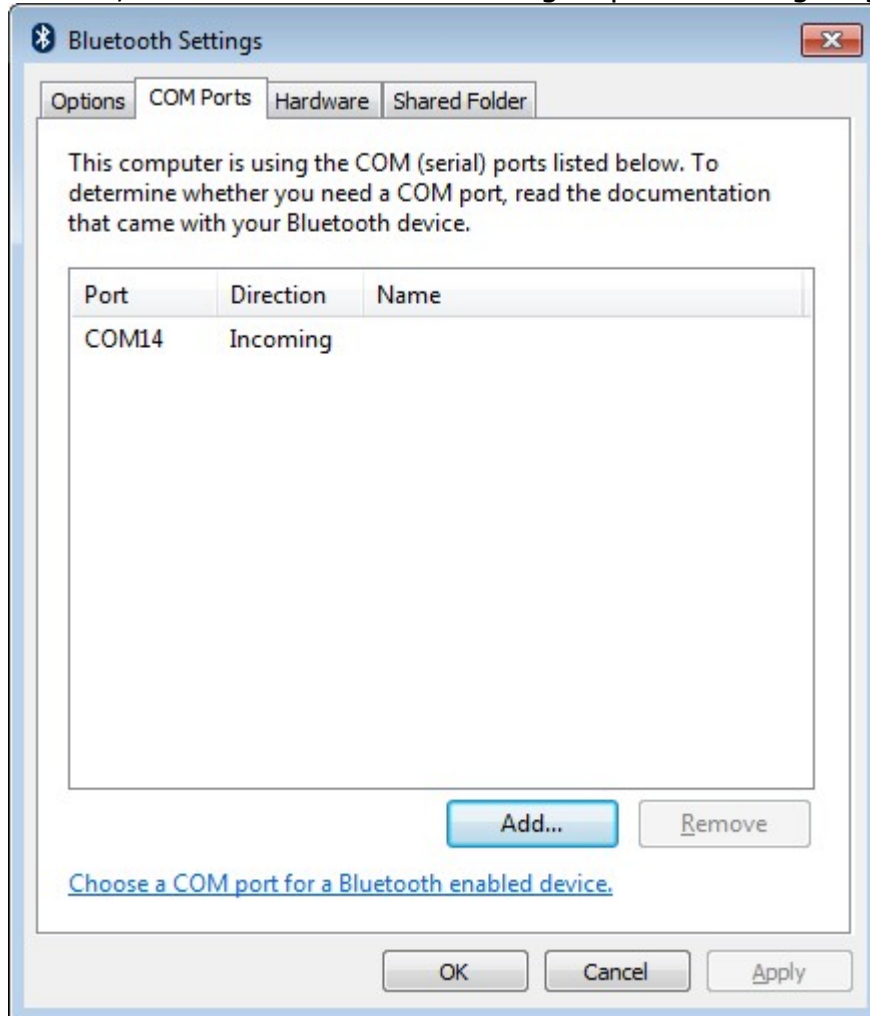 Bluetooth Settings
Options COM Ports Hardware Shared Folder
This computer is using the COM (serial) ports listed below. To
determine whether you need a COM port, read the documentation
that came with your Bluetooth device.
Port Direction Name
COM14 Incoming
Add... Remove
Choose a COM port for a Bluetooth enabled device.
OK Cancel Apply